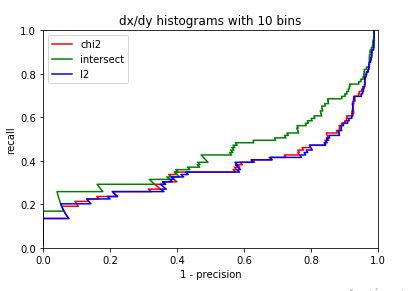 dx/dy histograms with 10 bins
chi2
intersect
l2
1.0
0.8
0.6
0.4
0.2
0.0
recall
0.0 0.2 0.4 0.6 0.8 1.0
1 - precision